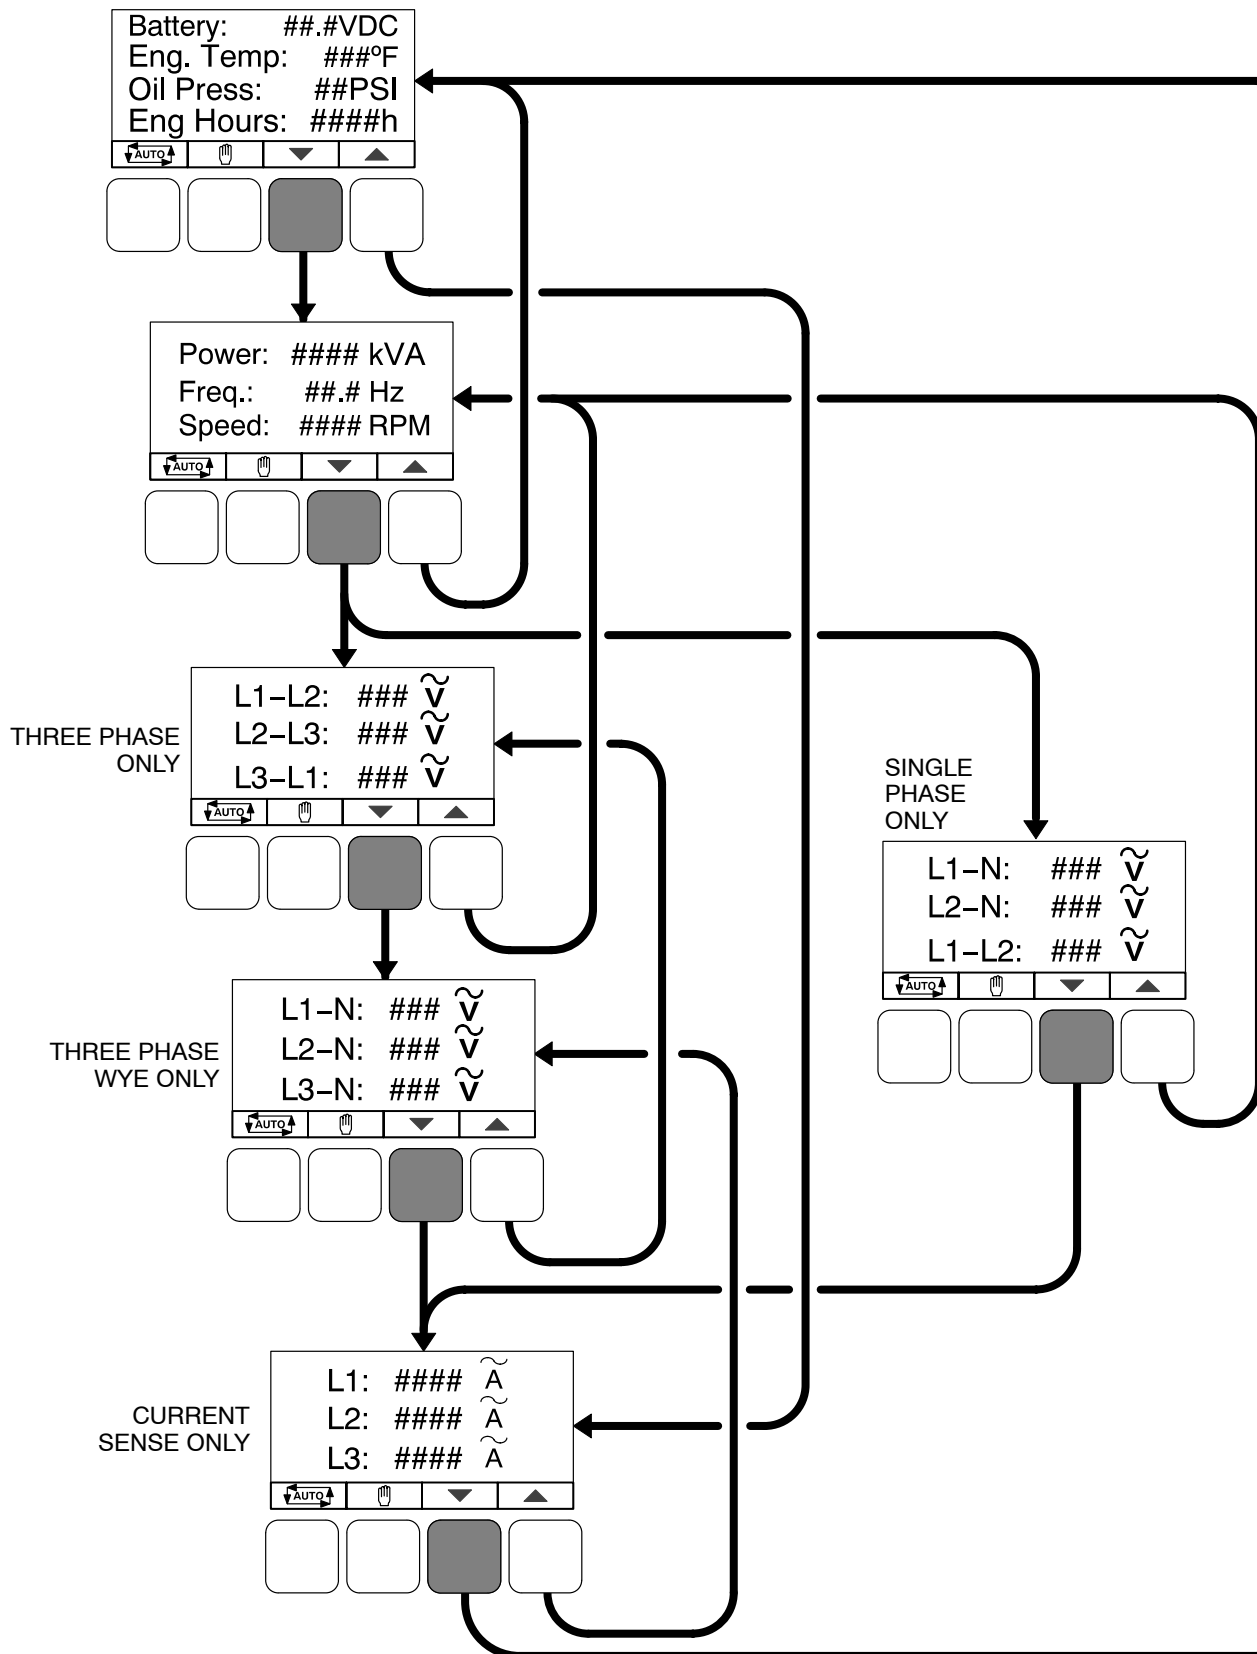 Battery: ##.#VDC
Eng. Temp: ###ºF
Oil Press: ##PSI
Eng Hours: ####h
AUTO
Power: #### kVA
Freq.: ##.# Hz
Speed: #### RPM
AUTO
THREE PHASE
ONLY
L1–L2: ### V
L2–L3: ### V
L3–L1: ### V
AUTO
SINGLE
PHASE
ONLY
L1–N: ### V
L2–N: ### V
L1–L2: ### V
AUTO
THREE PHASE
WYE ONLY
L1–N: ### V
L2–N: ### V
L3–N: ### V
AUTO
CURRENT
SENSE ONLY
L1: #### A
L2: #### A
L3: #### A
AUTO